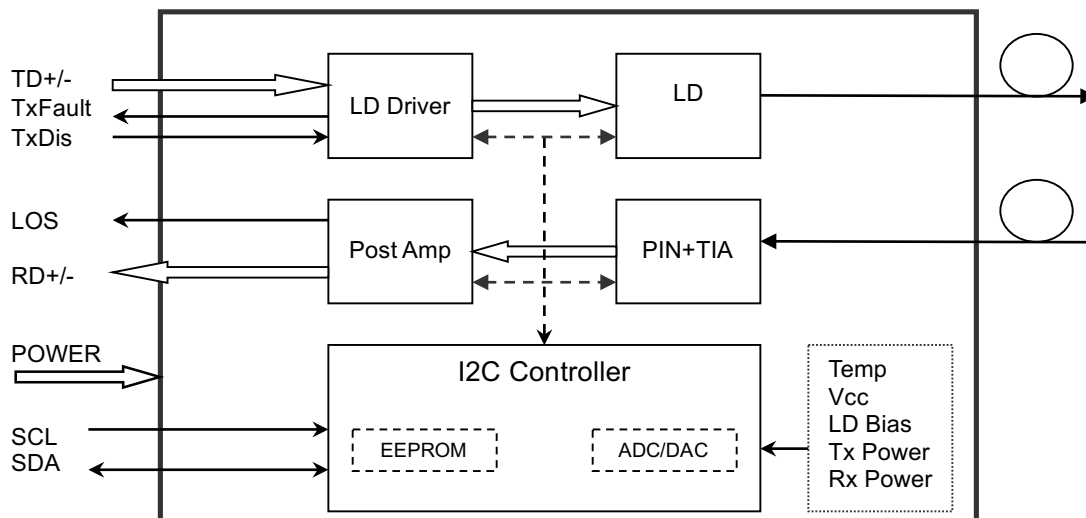 TD+/-
TxFault
TxDis
LD Driver
LD
LOS
RD+/-
Post Amp
PIN+TIA
POWER
SCL
SDA
I2C Controller
EEPROM
ADC/DAC
Temp
Vcc
LD Bias
Tx Power
Rx Power